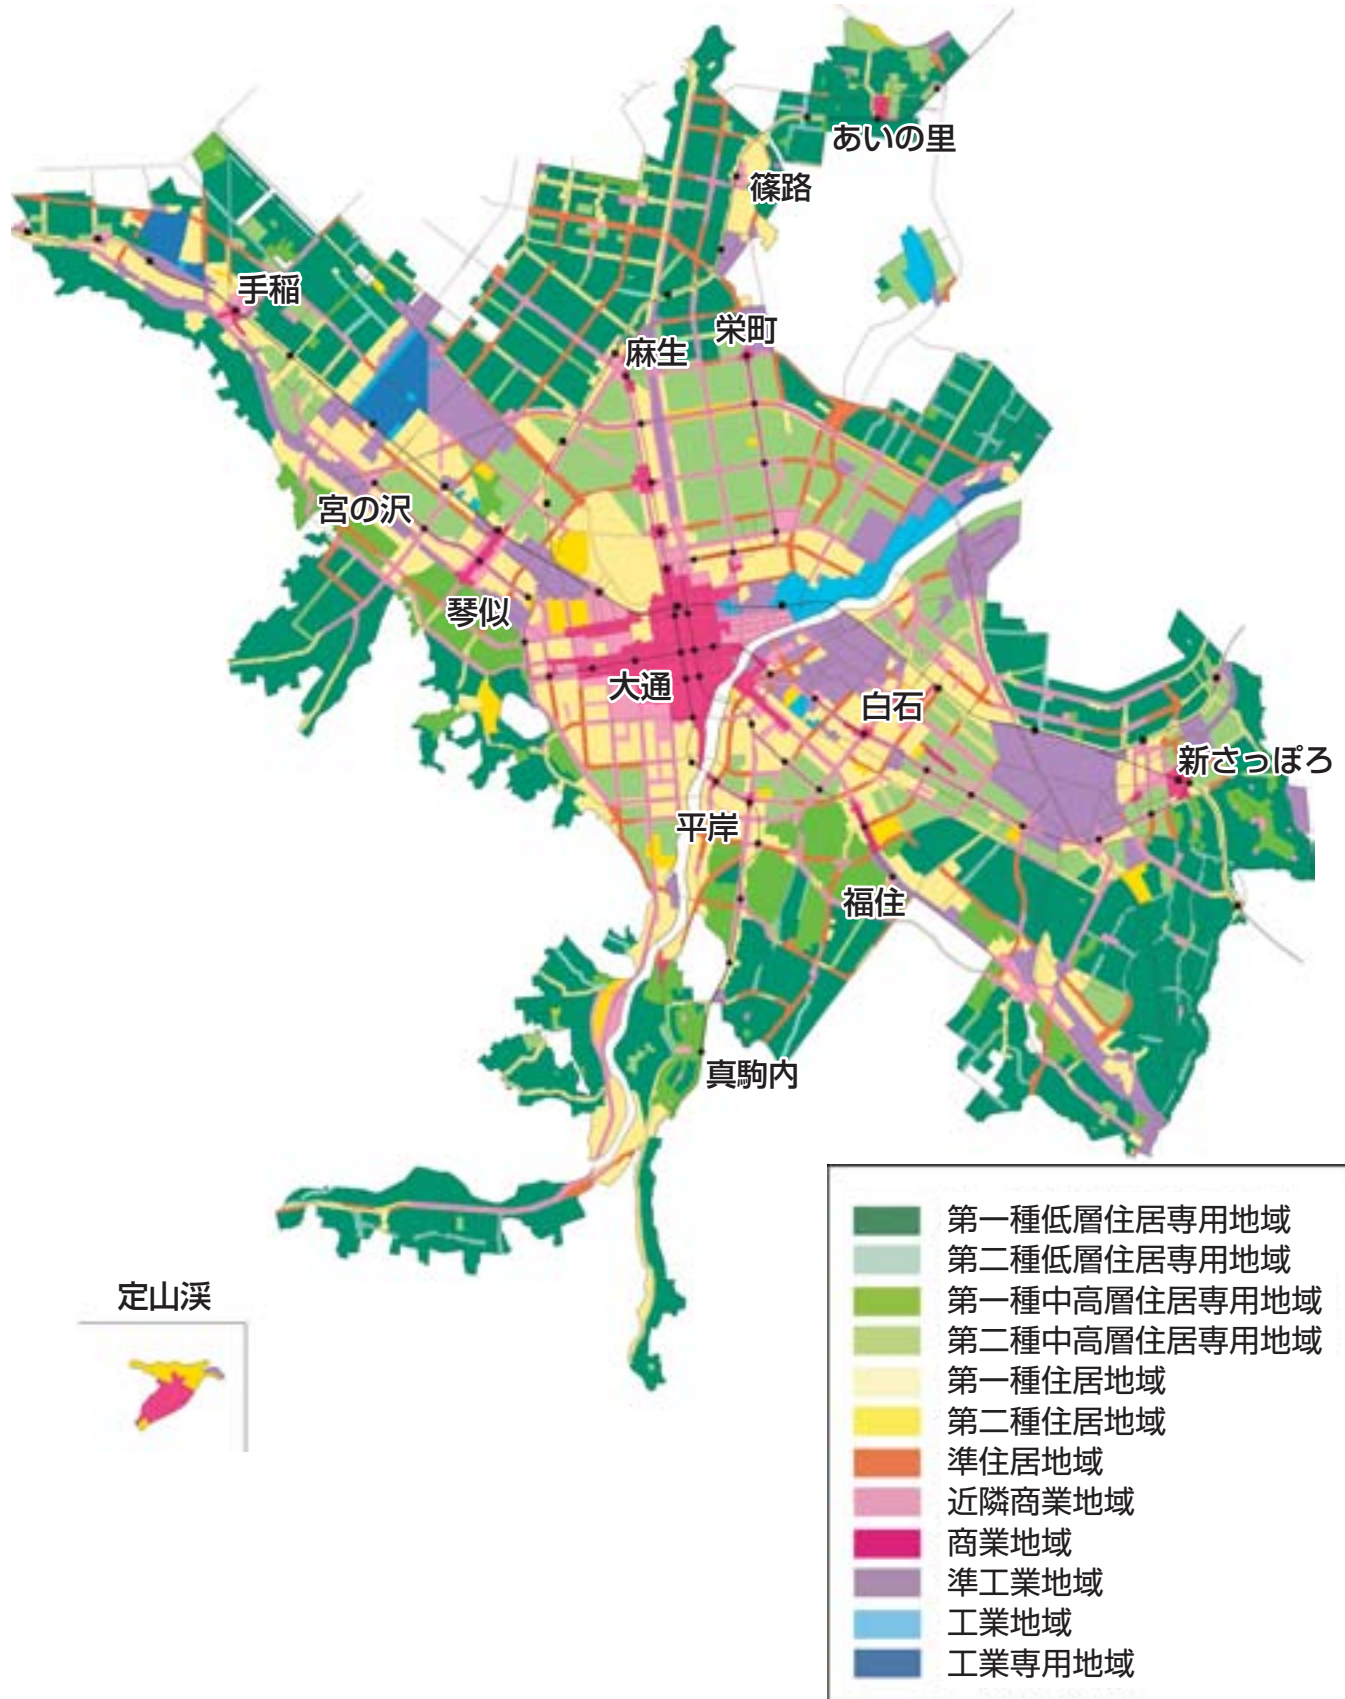 あいの里
篠路
手稲
栄町
麻生
宮の沢
琴似
大通
白石
新さっぽろ
平岸
福住
真駒内
定山渓
第一種低層住居専用地域
第二種低層住居専用地域
第一種中高層住居専用地域
第二種中高層住居専用地域
第一種住居地域
第二種住居地域
準住居地域
近隣商業地域
商業地域
準工業地域
工業地域
工業専用地域